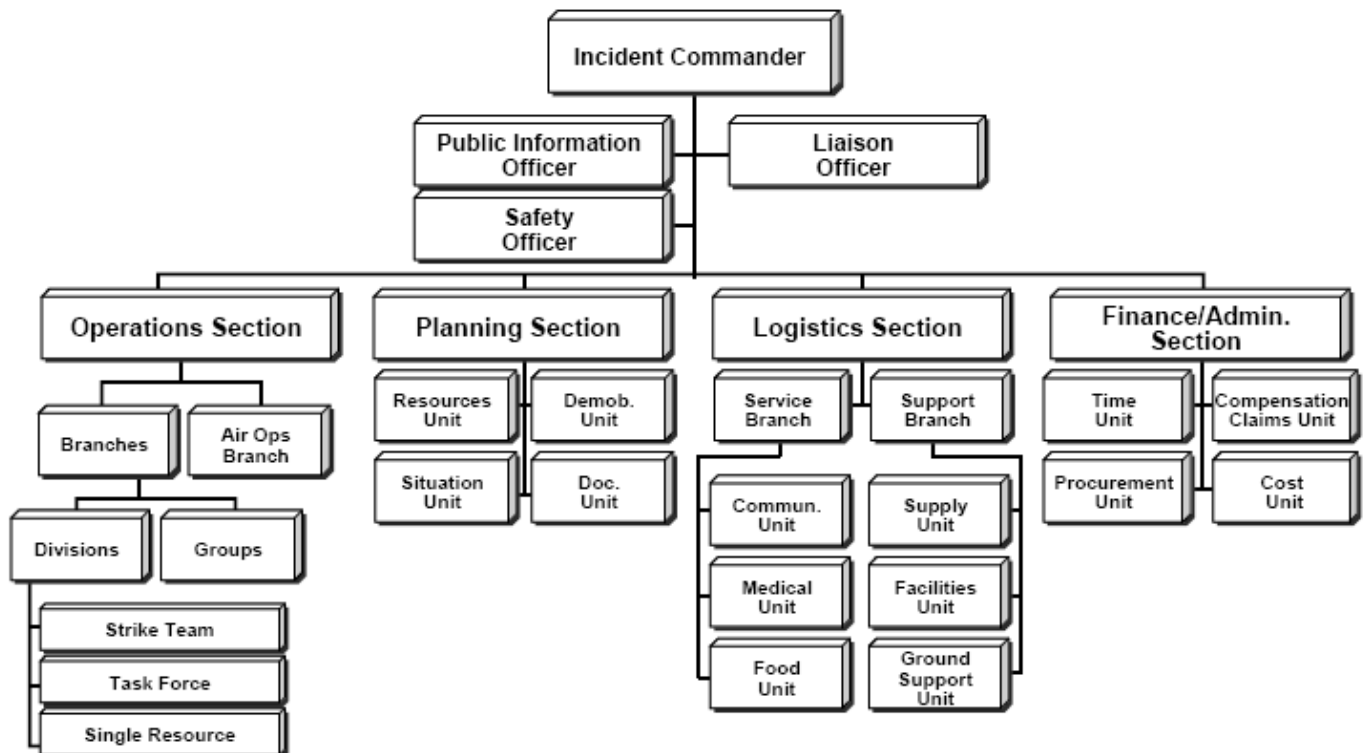 Incident Commander
Public Information
Officer
Liaison
Officer
Safety
Officer
Operations Section
Planning Section
Logistics Section
Finance/Admin.
Section
Branches
Air Ops
Branch
Divisions
Groups
Strike Team
Task Force
Single Resource
Resources
Unit
Demob.
Unit
Situation
Unit
Doc.
Unit
Service
Branch
Support
Branch
Commun.
Unit
Supply
Unit
Medical
Unit
Facilities
Unit
Food
Unit
Ground
Support
Unit
Time
Unit
Compensation
Claims Unit
Procurement
Unit
Cost
Unit